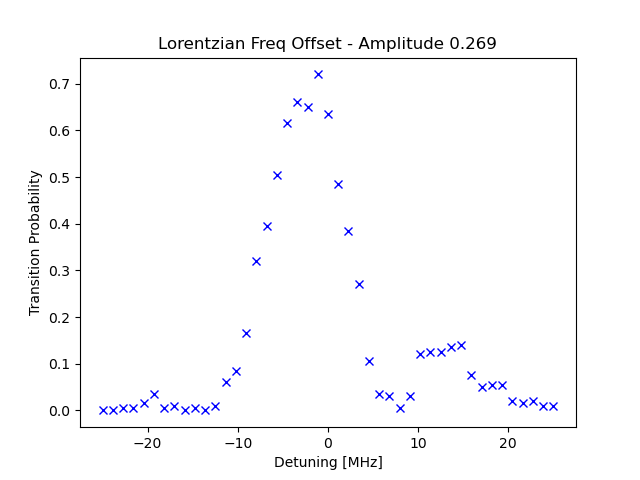 Lorentzian Freq Offset - Amplitude 0.269
Transition Probability
0.7
0.6
0.5
0.4
0.3
0.2
0.1
0.0
−20 −10 0 10 20
Detuning [MHz]